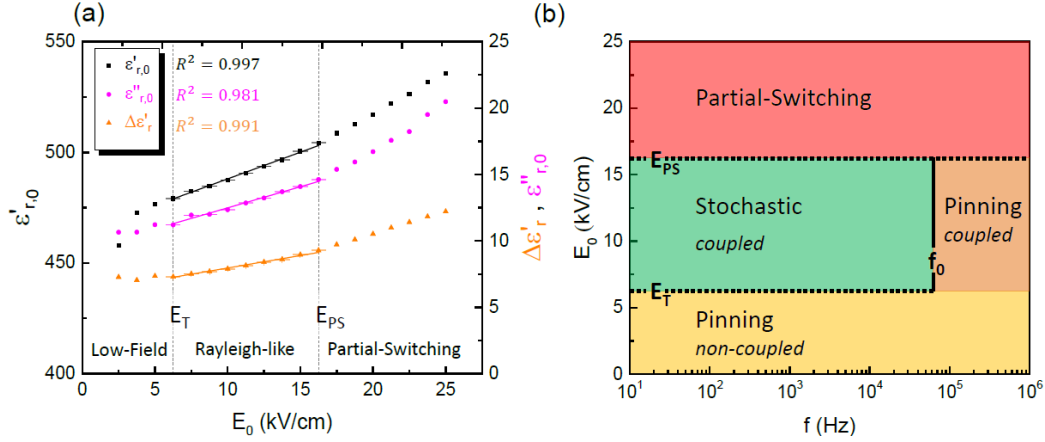 (a)
550
500
450
400
ε'r,0
ε'r,0 R² = 0.997
ε''r,0 R² = 0.981
Δε'r R² = 0.991
ET
EPS
Low-Field Rayleigh-like Partial-Switching
0 5 10 15 20 25
E0 (kV/cm)
25
20
15
10
5
0
Δε'r , ε''r,0
(b)
25
20
15
10
5
0
E0 (kV/cm)
Partial-Switching
EPS
Stochastic
coupled
Pinning
coupled
f0
ET
Pinning
non-coupled
10¹ 10² 10³ 10⁴ 10⁵ 10⁶
f (Hz)